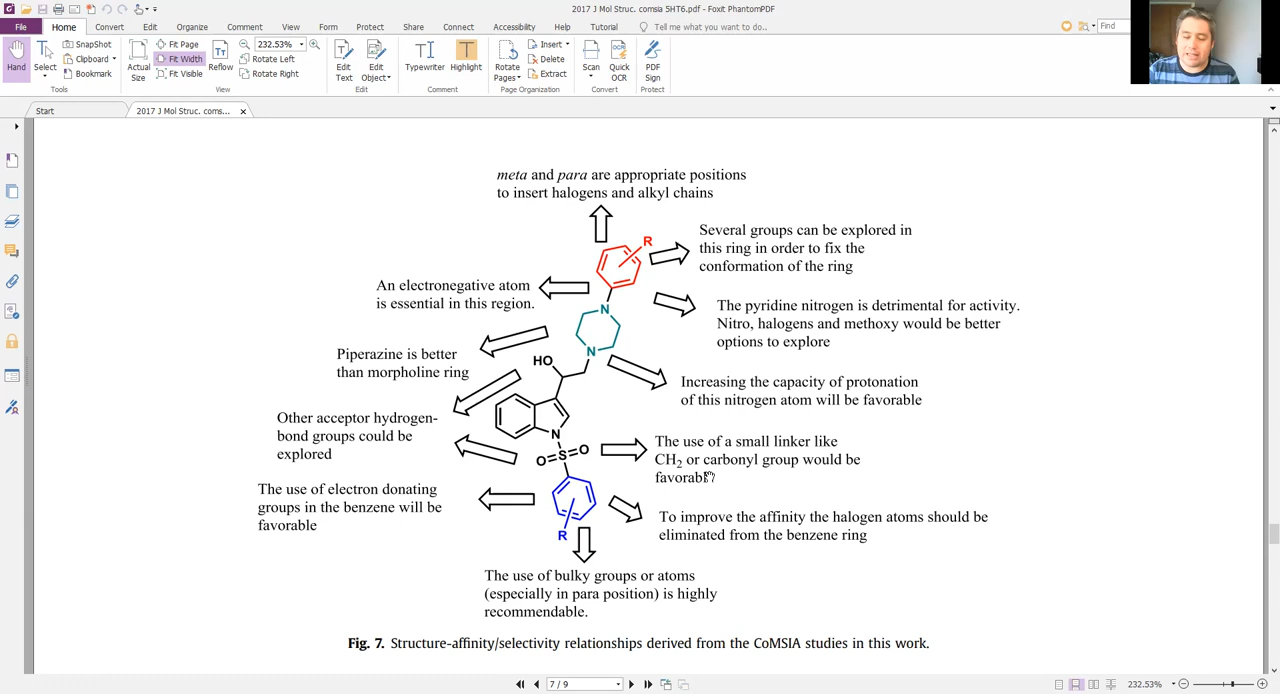 2017 J Mol Struc. comsia 5HT6.pdf - Foxit PhantomPDF
File Home Convert Edit Organize Comment View Form Protect Share Connect Accessibility Help Tutorial Tell me what you want to do.. Find
Hand
Select
SnapShot
Clipboard
Bookmark
Tools
Actual Size
Fit Page
Fit Width
Fit Visible
Reflow
232.53%
Rotate Left
Rotate Right
View
Edit Text
Edit Object
Edit
Typewriter
Highlight
Comment
Rotate Pages
Insert
Delete
Extract
Page Organization
Scan
Quick OCR
Convert
PDF Sign
Protect
Start
2017 J Mol Struc. coms...
meta and para are appropriate positions
to insert halogens and alkyl chains
Several groups can be explored in
this ring in order to fix the
conformation of the ring
An electronegative atom
is essential in this region.
The pyridine nitrogen is detrimental for activity.
Nitro, halogens and methoxy would be better
options to explore
Piperazine is better
than morpholine ring
Increasing the capacity of protonation
of this nitrogen atom will be favorable
Other acceptor hydrogen-
bond groups could be
explored
The use of a small linker like
CH2 or carbonyl group would be
The use of electron donating
groups in the benzene will be
favorable
To improve the affinity the halogen atoms should be
eliminated from the benzene ring
The use of bulky groups or atoms
(especially in para position) is highly
recommendable.
R
N
N
HO
N
O
S
O
R
Fig. 7. Structure-affinity/selectivity relationships derived from the CoMSIA studies in this work.
7 / 9
232.53%